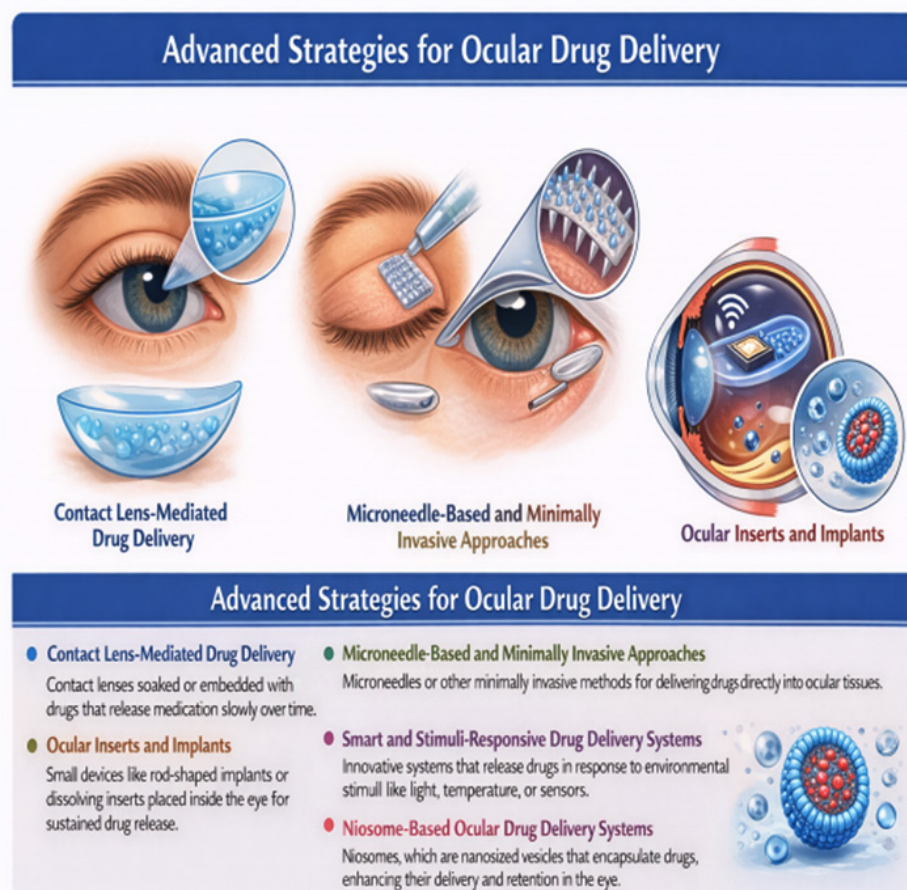 Advanced Strategies for Ocular Drug Delivery
Contact Lens-Mediated
Drug Delivery
Microneedle-Based and Minimally
Invasive Approaches
Ocular Inserts and Implants
Advanced Strategies for Ocular Drug Delivery
Contact Lens-Mediated Drug Delivery
Contact lenses soaked or embedded with
drugs that release medication slowly over time.
Ocular Inserts and Implants
Small devices like rod-shaped implants or
dissolving inserts placed inside the eye for
sustained drug release.
Microneedle-Based and Minimally Invasive Approaches
Microneedles or other minimally invasive methods for delivering drugs directly into ocular tissues.
Smart and Stimuli-Responsive Drug Delivery Systems
Innovative systems that release drugs in response to environmental
stimuli like light, temperature, or sensors.
Niosome-Based Ocular Drug Delivery Systems
Niosomes, which are nanosized vesicles that encapsulate drugs,
enhancing their delivery and retention in the eye.